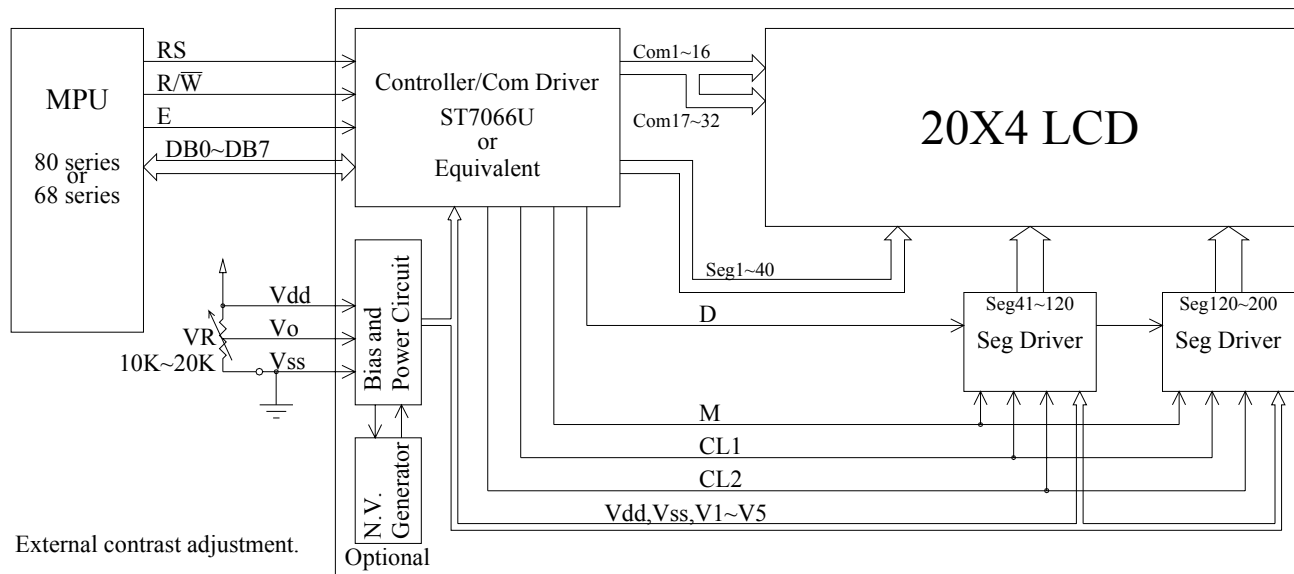 MPU
80 series
or
68 series
RS
R/W̅
E
DB0~DB7
Controller/Com Driver
ST7066U
or
Equivalent
Com1~16
Com17~32
20X4 LCD
Seg1~40
Vdd
Vo
Vss
VR
10K~20K
Bias and
Power Circuit
D
Seg41~120
Seg Driver
Seg120~200
Seg Driver
M
CL1
CL2
Vdd,Vss,V1~V5
N.V.
Generator
Optional
External contrast adjustment.